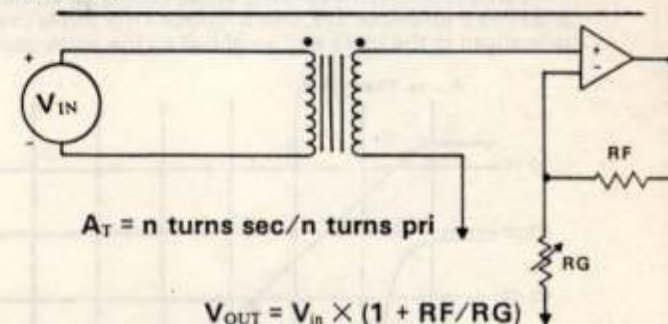 +
VIN
-
+
-
RF
AT = n turns sec/n turns pri
RG
VOUT = Vin × (1 + RF/RG)